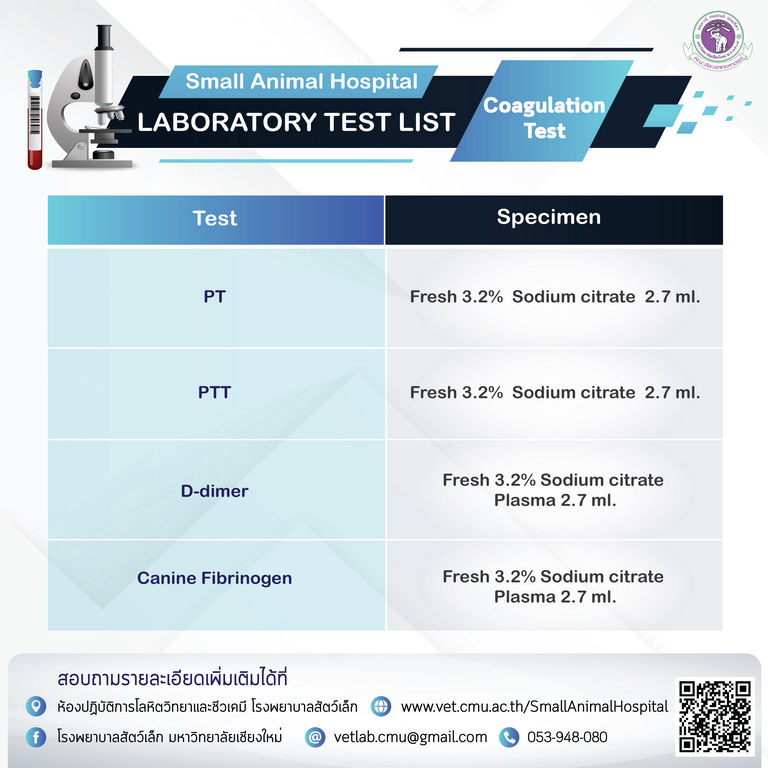 Small Animal Hospital
LABORATORY TEST LIST
Coagulation
Test
Test
Specimen
PT
Fresh 3.2% Sodium citrate 2.7 ml.
PTT
Fresh 3.2% Sodium citrate 2.7 ml.
D-dimer
Fresh 3.2% Sodium citrate
Plasma 2.7 ml.
Canine Fibrinogen
Fresh 3.2% Sodium citrate
Plasma 2.7 ml.
สอบถามรายละเอียดเพิ่มเติมได้ที่
ห้องปฏิบัติการโลหิตวิทยาและชีวเคมี โรงพยาบาลสัตว์เล็ก
www.vet.cmu.ac.th/SmallAnimalHospital
โรงพยาบาลสัตว์เล็ก มหาวิทยาลัยเชียงใหม่
vetlab.cmu@gmail.com
053-948-080